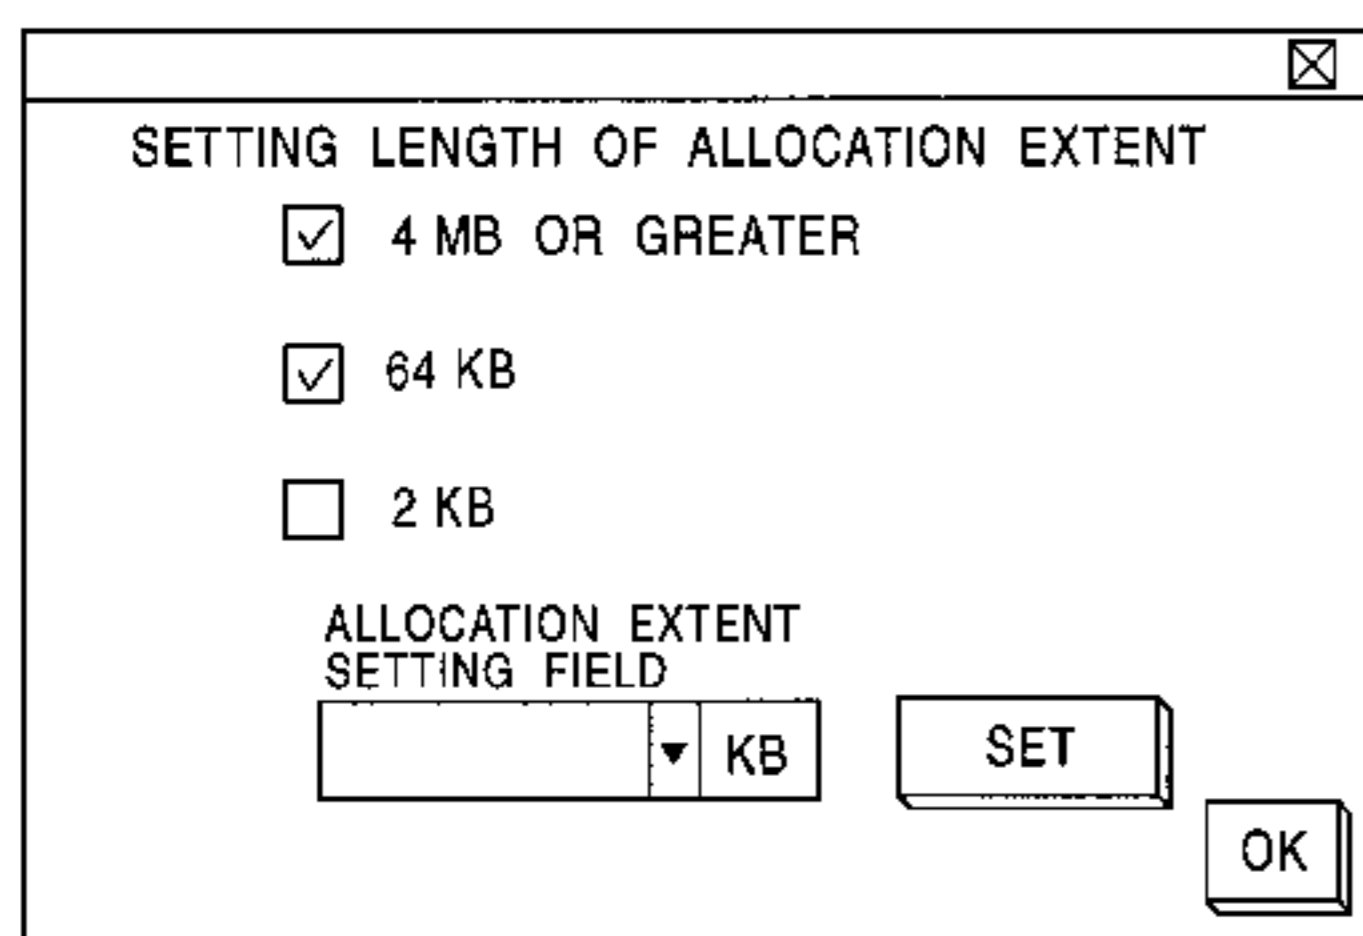 SETTING LENGTH OF ALLOCATION EXTENT
4 MB OR GREATER
64 KB
2 KB
ALLOCATION EXTENT
SETTING FIELD
KB
SET
OK